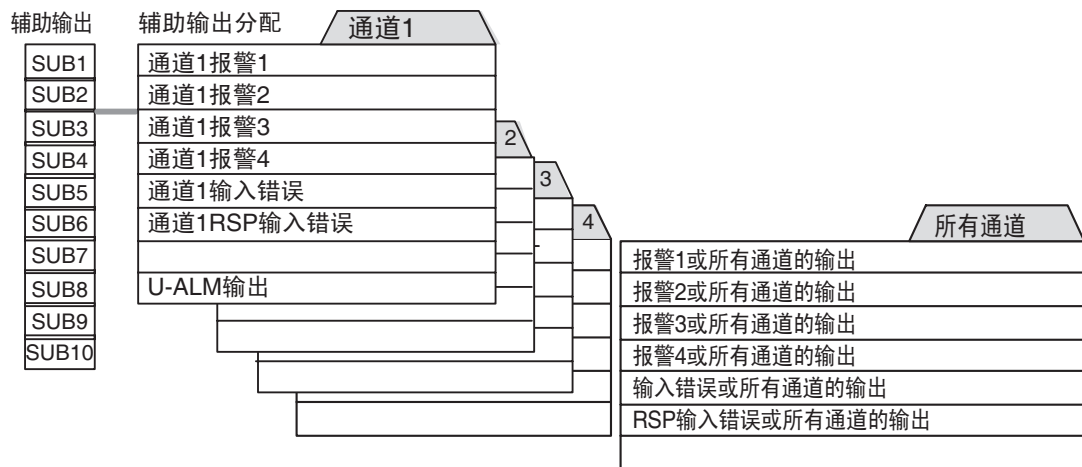 辅助输出
SUB1
SUB2
SUB3
SUB4
SUB5
SUB6
SUB7
SUB8
SUB9
SUB10
辅助输出分配
通道1
通道1报警1
通道1报警2
通道1报警3
通道1报警4
通道1输入错误
通道1RSP输入错误
U-ALM输出
2
3
4
所有通道
报警1或所有通道的输出
报警2或所有通道的输出
报警3或所有通道的输出
报警4或所有通道的输出
输入错误或所有通道的输出
RSP输入错误或所有通道的输出